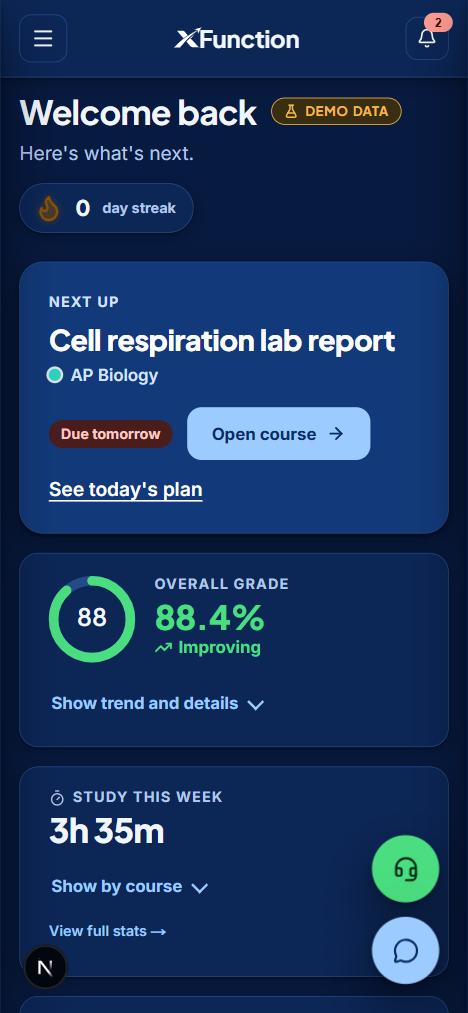 XFunction
2
Welcome back
DEMO DATA
Here's what's next.
0 day streak
NEXT UP
Cell respiration lab report
AP Biology
Due tomorrow
Open course →
See today's plan
88
OVERALL GRADE
88.4%
Improving
Show trend and details
STUDY THIS WEEK
3h 35m
Show by course
View full stats →
N